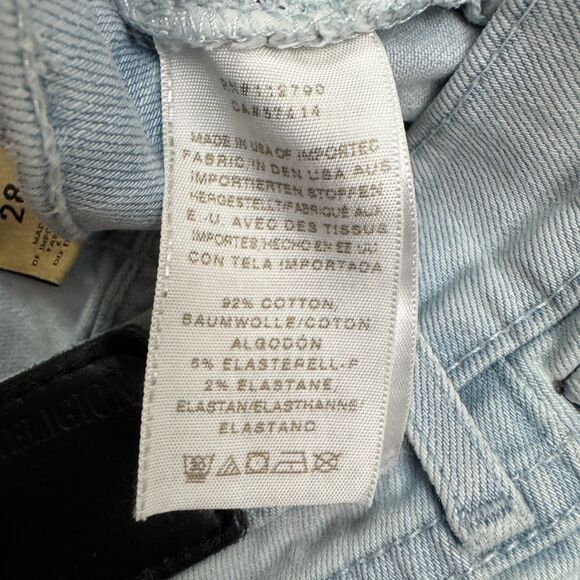 RN#112790
CA#57414
MADE IN USA OF IMPORTED
FABRIC IN DEN USA AUS
IMPORTIERTEN STOFFEN
HERGESTELLT/FABRIQUÉ AUX
É.-U. AVEC DES TISSUS
IMPORTÉS HECHO EN EE UU
CON TELA IMPORTADA
92% COTTON,
BAUMWOLLE/COTON
ALGODÓN
6% ELASTERELL-P
2% ELASTANE,
ELASTAN/ELASTHANNE/
ELASTANO
30
28